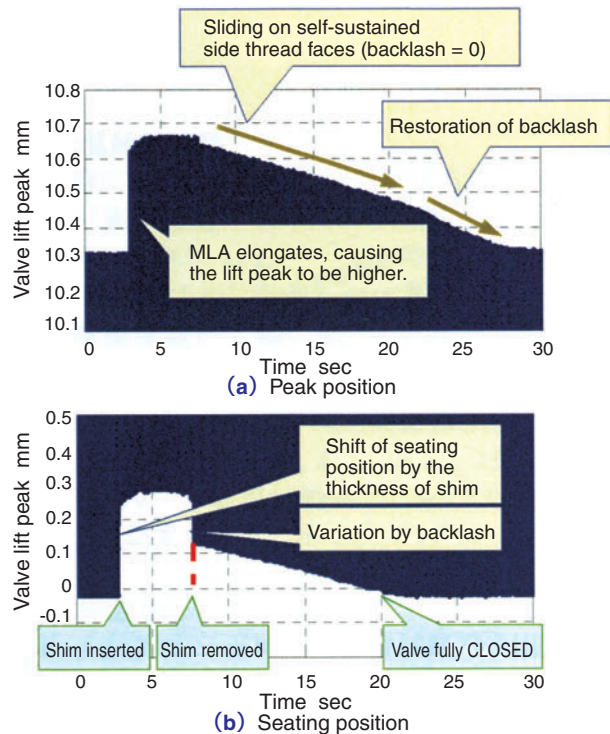 Sliding on self-sustained
side thread faces (backlash = 0)
Valve lift peak mm
10.8
10.7
10.6
10.5
10.4
10.3
10.2
10.1
Restoration of backlash
MLA elongates, causing
the lift peak to be higher.
0 5 10 15 20 25 30
Time sec
(a) Peak position
Valve lift peak mm
0.5
0.4
0.3
0.2
0.1
0
-0.1
Shift of seating
position by the
thickness of shim
Variation by backlash
Shim inserted
Shim removed
Valve fully CLOSED
0 5 10 15 20 25 30
Time sec
(b) Seating position